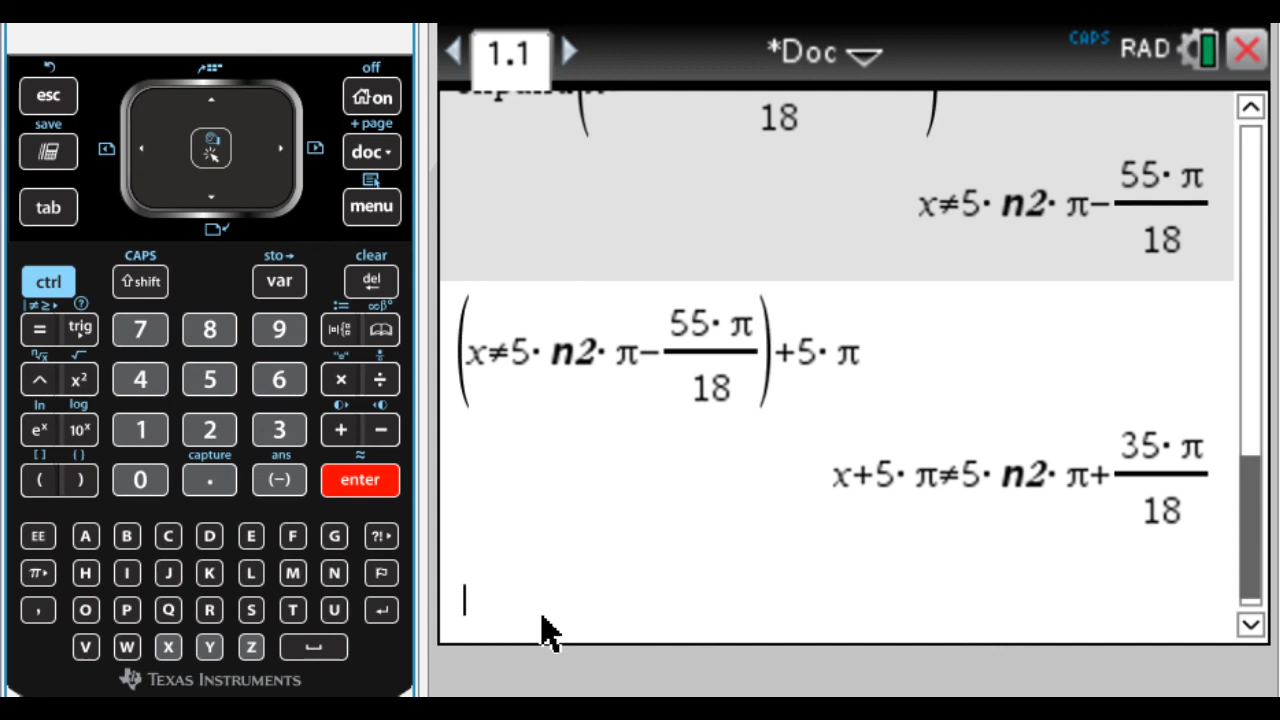 off
esc
on
save
+ page
doc
tab
menu
CAPS
sto→
clear
ctrl
⇧shift
var
del
|≠≥▸
:=
∞β°
=
trig
7
8
9
|□|{
ⁿ√x
√
"□"
^
x²
4
5
6
×
÷
ln
log
eˣ
10ˣ
1
2
3
+
−
[ ]
{ }
capture
ans
≈
(
)
0
.
(−)
enter
EE
A
B
C
D
E
F
G
?!▸
π▸
H
I
J
K
L
M
N
,
O
P
Q
R
S
T
U
↵
V
W
X
Y
Z
TEXAS INSTRUMENTS
1.1
*Doc
CAPS RAD
18
x≠5· n2· π−55· π/18
(x≠5· n2· π−55· π/18)+5· π
x+5· π≠5· n2· π+35· π/18